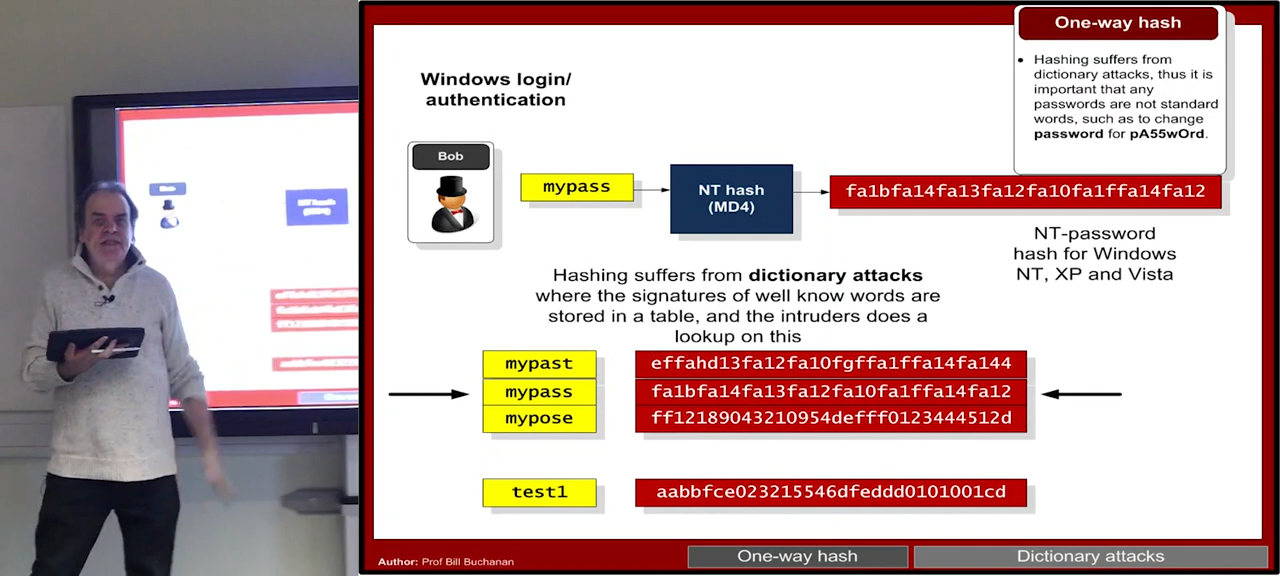 One-way hash
• Hashing suffers from
dictionary attacks, thus it is
important that any
passwords are not standard
words, such as to change
password for pA55wOrd.
Windows login/
authentication
Bob
mypass
NT hash
(MD4)
fa1bfa14fa13fa12fa10fa1ffa14fa12
NT-password
hash for Windows
NT, XP and Vista
Hashing suffers from dictionary attacks
where the signatures of well know words are
stored in a table, and the intruders does a
lookup on this
mypast effahd13fa12fa10fgffa1ffa14fa144
mypass fa1bfa14fa13fa12fa10fa1ffa14fa12
mypose ff12189043210954defff0123444512d
test1 aabbfce023215546dfeddd0101001cd
Author: Prof Bill Buchanan
One-way hash
Dictionary attacks